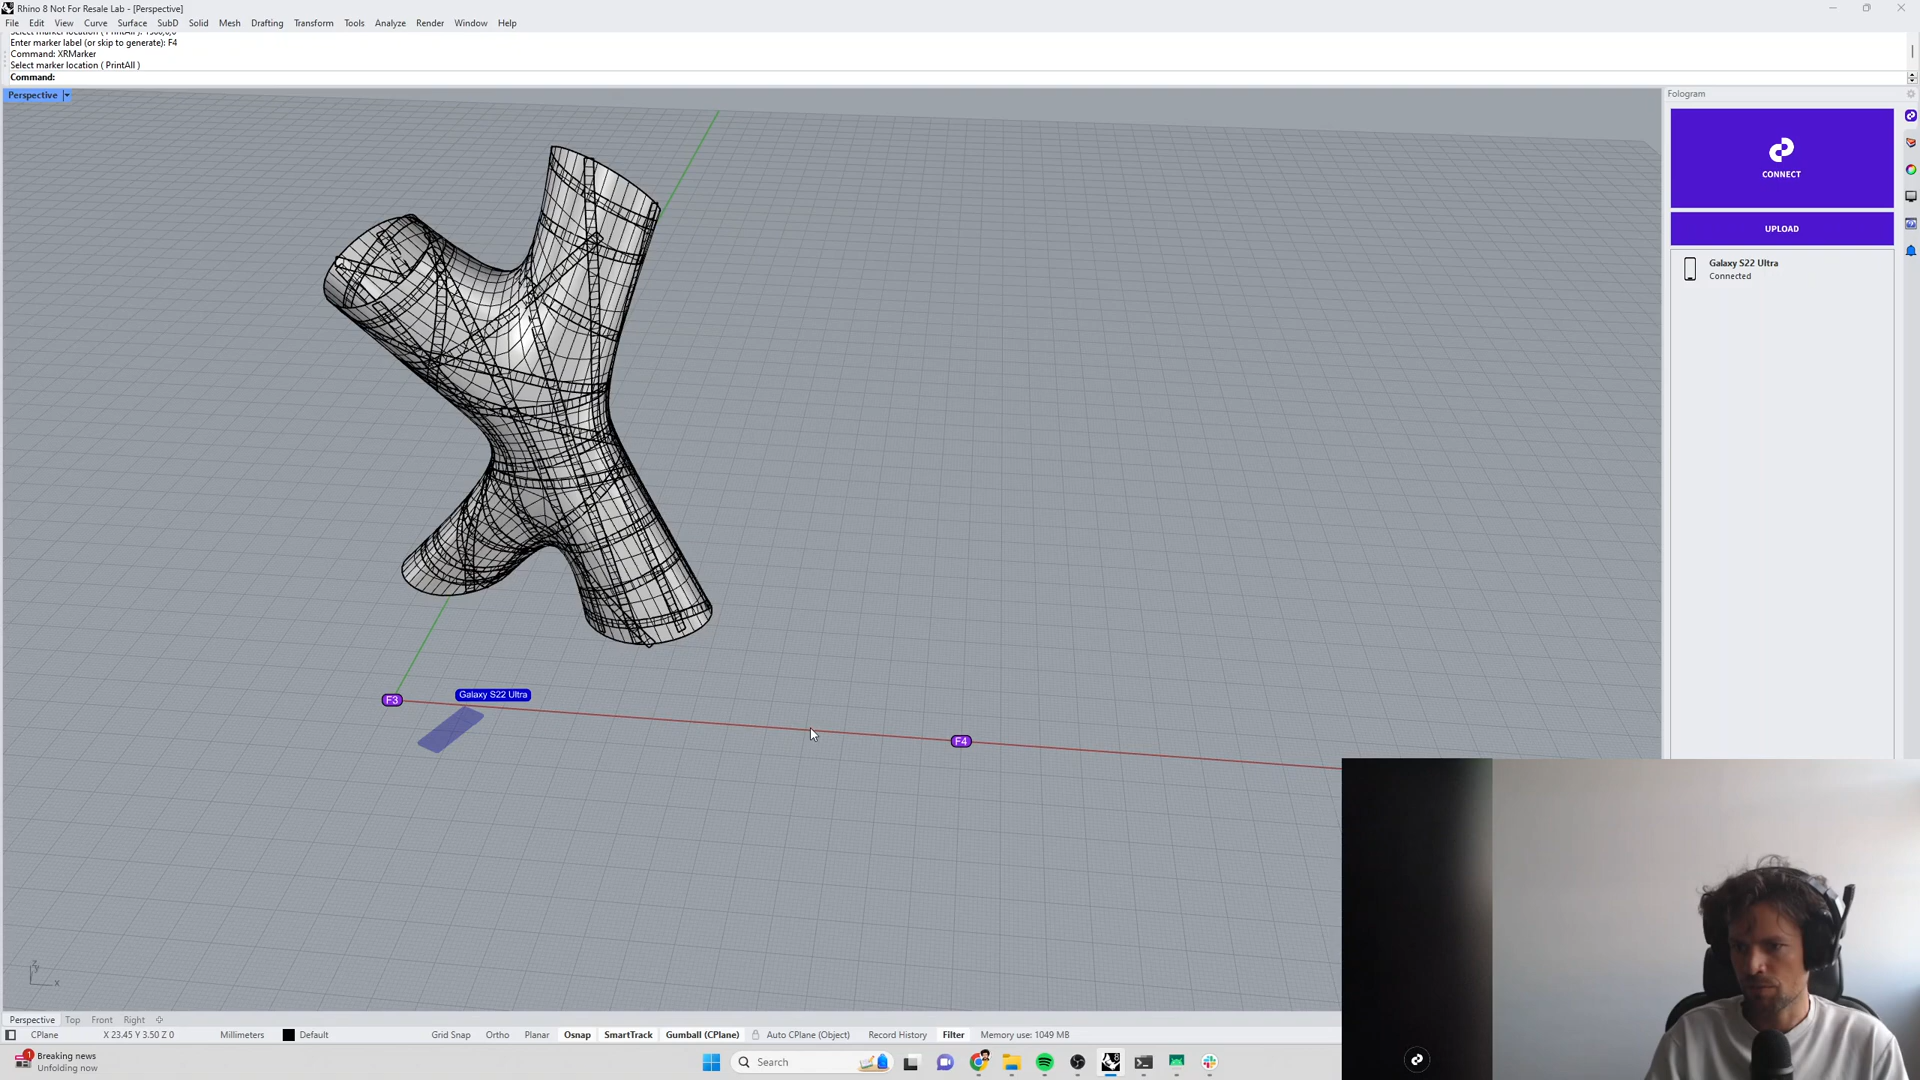 Rhino 8 Not For Resale Lab - [Perspective]
File Edit View Curve Surface SubD Solid Mesh Drafting Transform Tools Analyze Render Window Help
Enter marker label (or skip to generate): F4
Command: XRMarker
Select marker location ( PrintAll )
Command:
Perspective
Fologram
CONNECT
UPLOAD
Galaxy S22 Ultra
Connected
F3
Galaxy S22 Ultra
F4
z
y
x
Perspective Top Front Right
CPlane X 23.45 Y 3.50 Z 0 Millimeters Default Grid Snap Ortho Planar Osnap SmartTrack Gumball (CPlane) Auto CPlane (Object) Record History Filter Memory use: 1049 MB
1
Breaking news
Unfolding now
Search